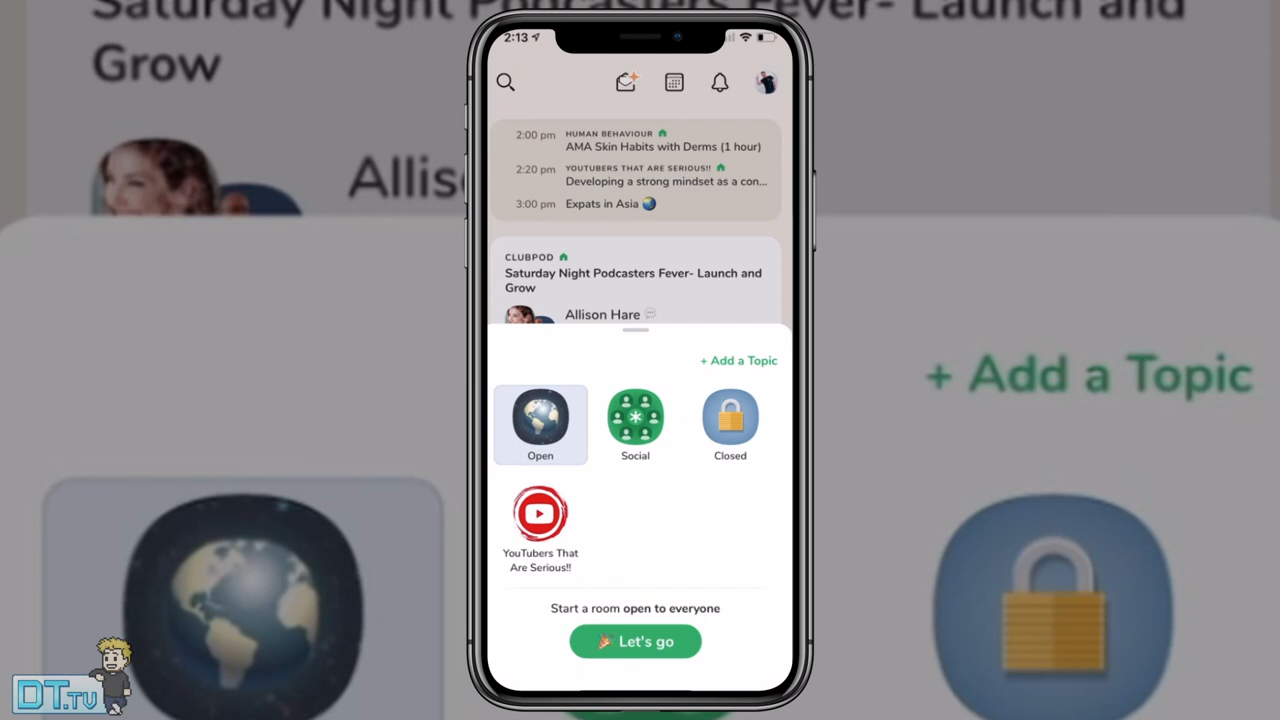 Saturday Night Podcasters Fever- Launch and
Grow
Allis
+ Add a Topic
2:13
2:00 pm HUMAN BEHAVIOUR
AMA Skin Habits with Derms (1 hour)
2:20 pm YOUTUBERS THAT ARE SERIOUS!!
Developing a strong mindset as a con...
3:00 pm Expats in Asia
CLUBPOD
Saturday Night Podcasters Fever- Launch and
Grow
Allison Hare
+ Add a Topic
Open Social Closed
YouTubers That
Are Serious!!
Start a room open to everyone
Let's go
DT.TV